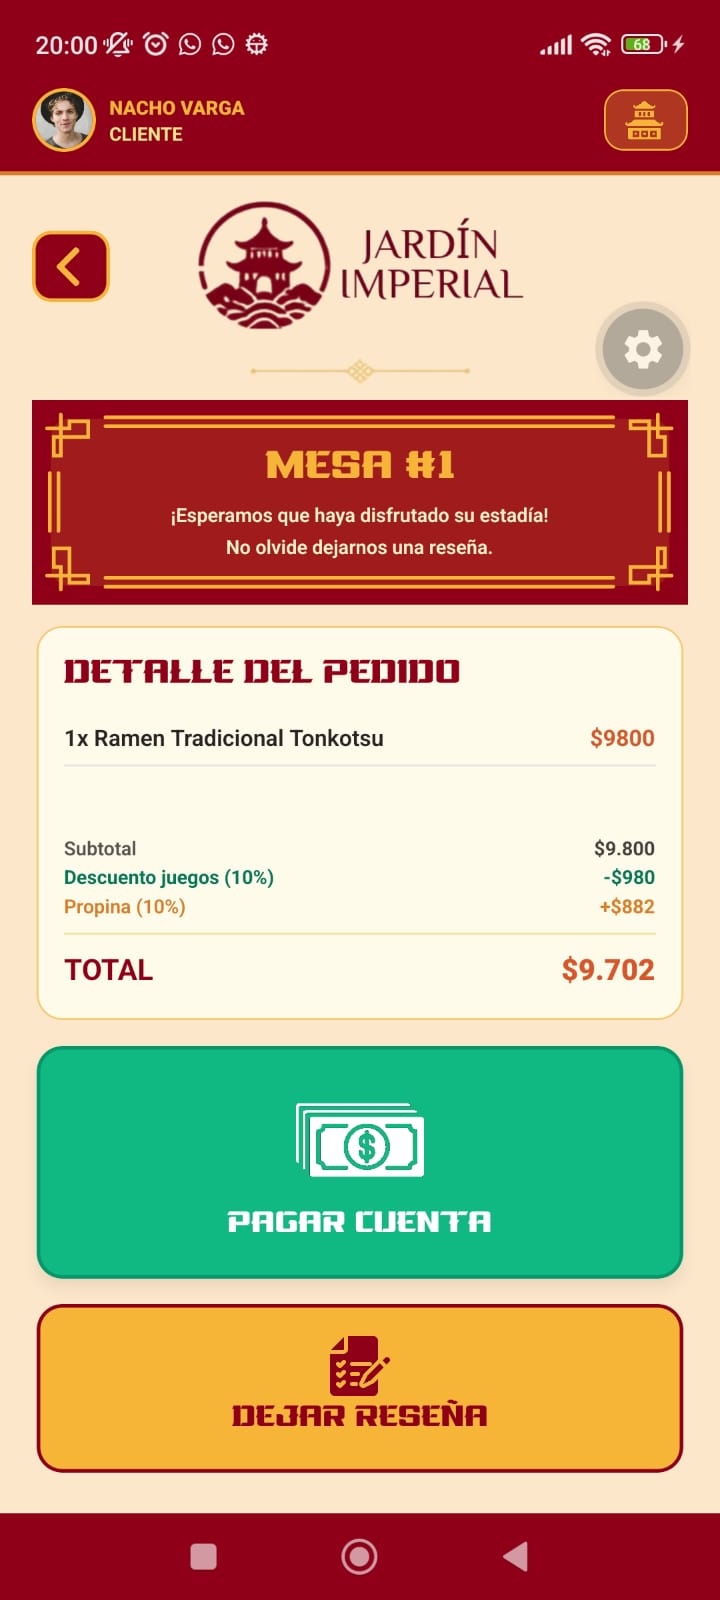 20:00
68
NACHO VARGA
CLIENTE
JARDÍN
IMPERIAL
MESA #1
¡Esperamos que haya disfrutado su estadía!
No olvide dejarnos una reseña.
DETALLE DEL PEDIDO
1x Ramen Tradicional Tonkotsu $9800
Subtotal $9.800
Descuento juegos (10%) -$980
Propina (10%) +$882
TOTAL $9.702
PAGAR CUENTA
DEJAR RESEÑA